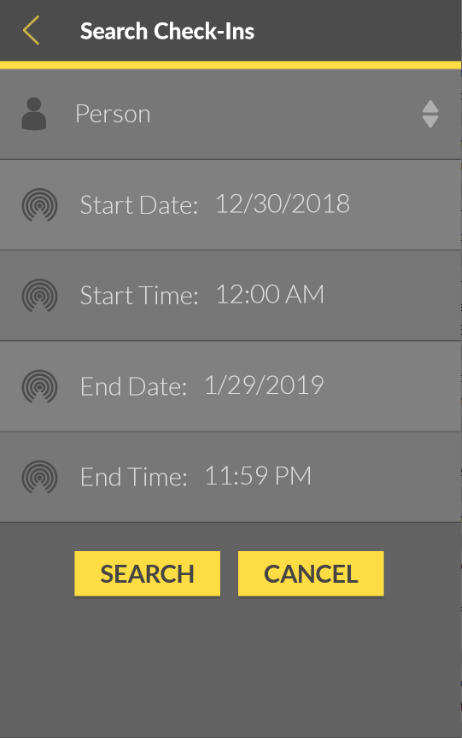 Search Check-Ins
Person
Start Date: 12/30/2018
Start Time: 12:00 AM
End Date: 1/29/2019
End Time: 11:59 PM
SEARCH CANCEL